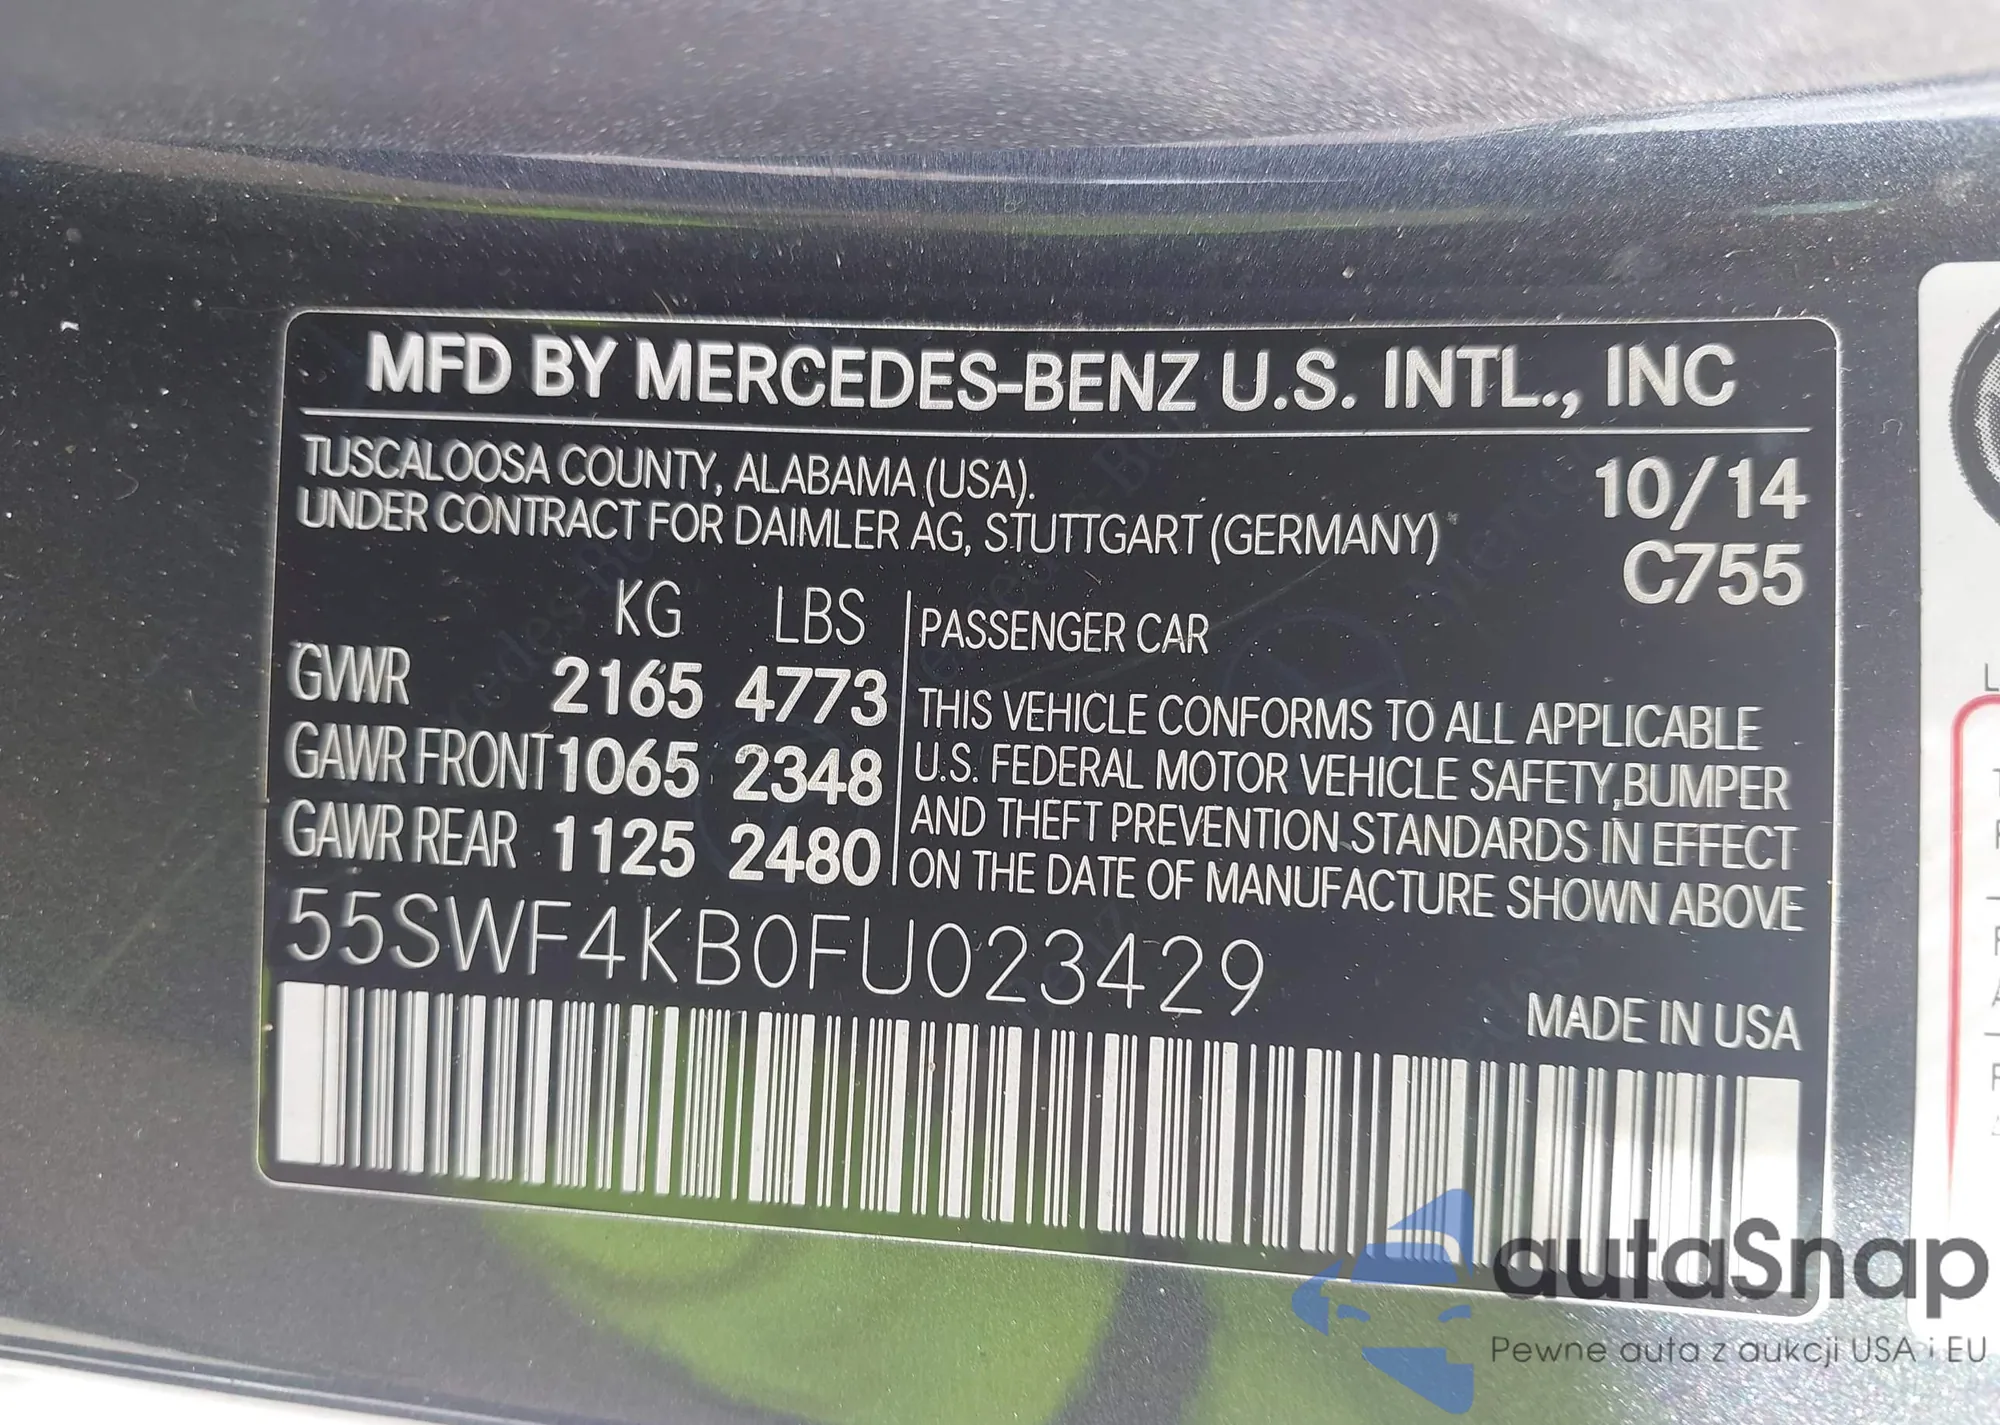 MFD BY MERCEDES-BENZ U.S. INTL., INC
TUSCALOOSA COUNTY, ALABAMA (USA).
UNDER CONTRACT FOR DAIMLER AG, STUTTGART (GERMANY)
10/14
C755
KG LBS
GVWR 2165 4773
GAWR FRONT 1065 2348
GAWR REAR 1125 2480
PASSENGER CAR
THIS VEHICLE CONFORMS TO ALL APPLICABLE
U.S. FEDERAL MOTOR VEHICLE SAFETY,BUMPER
AND THEFT PREVENTION STANDARDS IN EFFECT
ON THE DATE OF MANUFACTURE SHOWN ABOVE
55SWF4KB0FU023429
MADE IN USA
autaSnap
Pewne auta z aukcji USA i EU